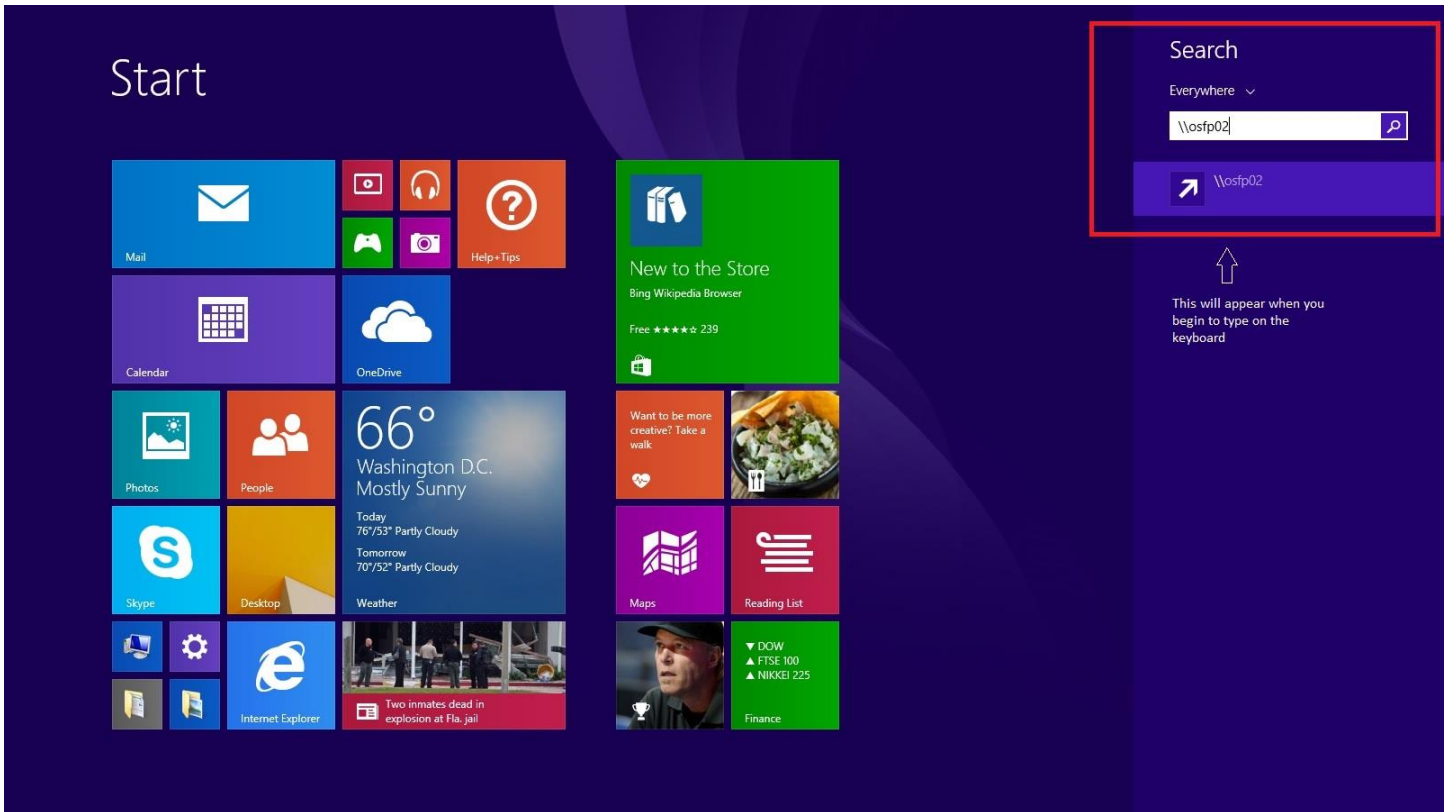 Start
Mail
Help+Tips
Calendar
OneDrive
Photos
People
66°
Washington D.C.
Mostly Sunny
Today
76°/53° Partly Cloudy
Tomorrow
70°/52° Partly Cloudy
Weather
Skype
Desktop
Internet Explorer
Two inmates dead in
explosion at Fla. jail
New to the Store
Bing Wikipedia Browser
Free ★★★★☆ 239
Want to be more
creative? Take a
walk
Maps
Reading List
▼ DOW
▲ FTSE 100
▲ NIKKEI 225
Finance
Search
Everywhere
\\osfp02
\\osfp02
This will appear when you
begin to type on the
keyboard